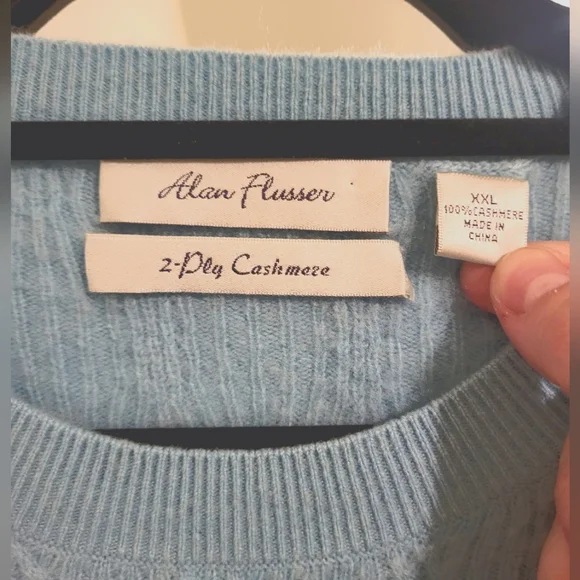 Alan Flusser
2-Ply Cashmere
XXL
100%CASHMERE
MADE IN
CHINA